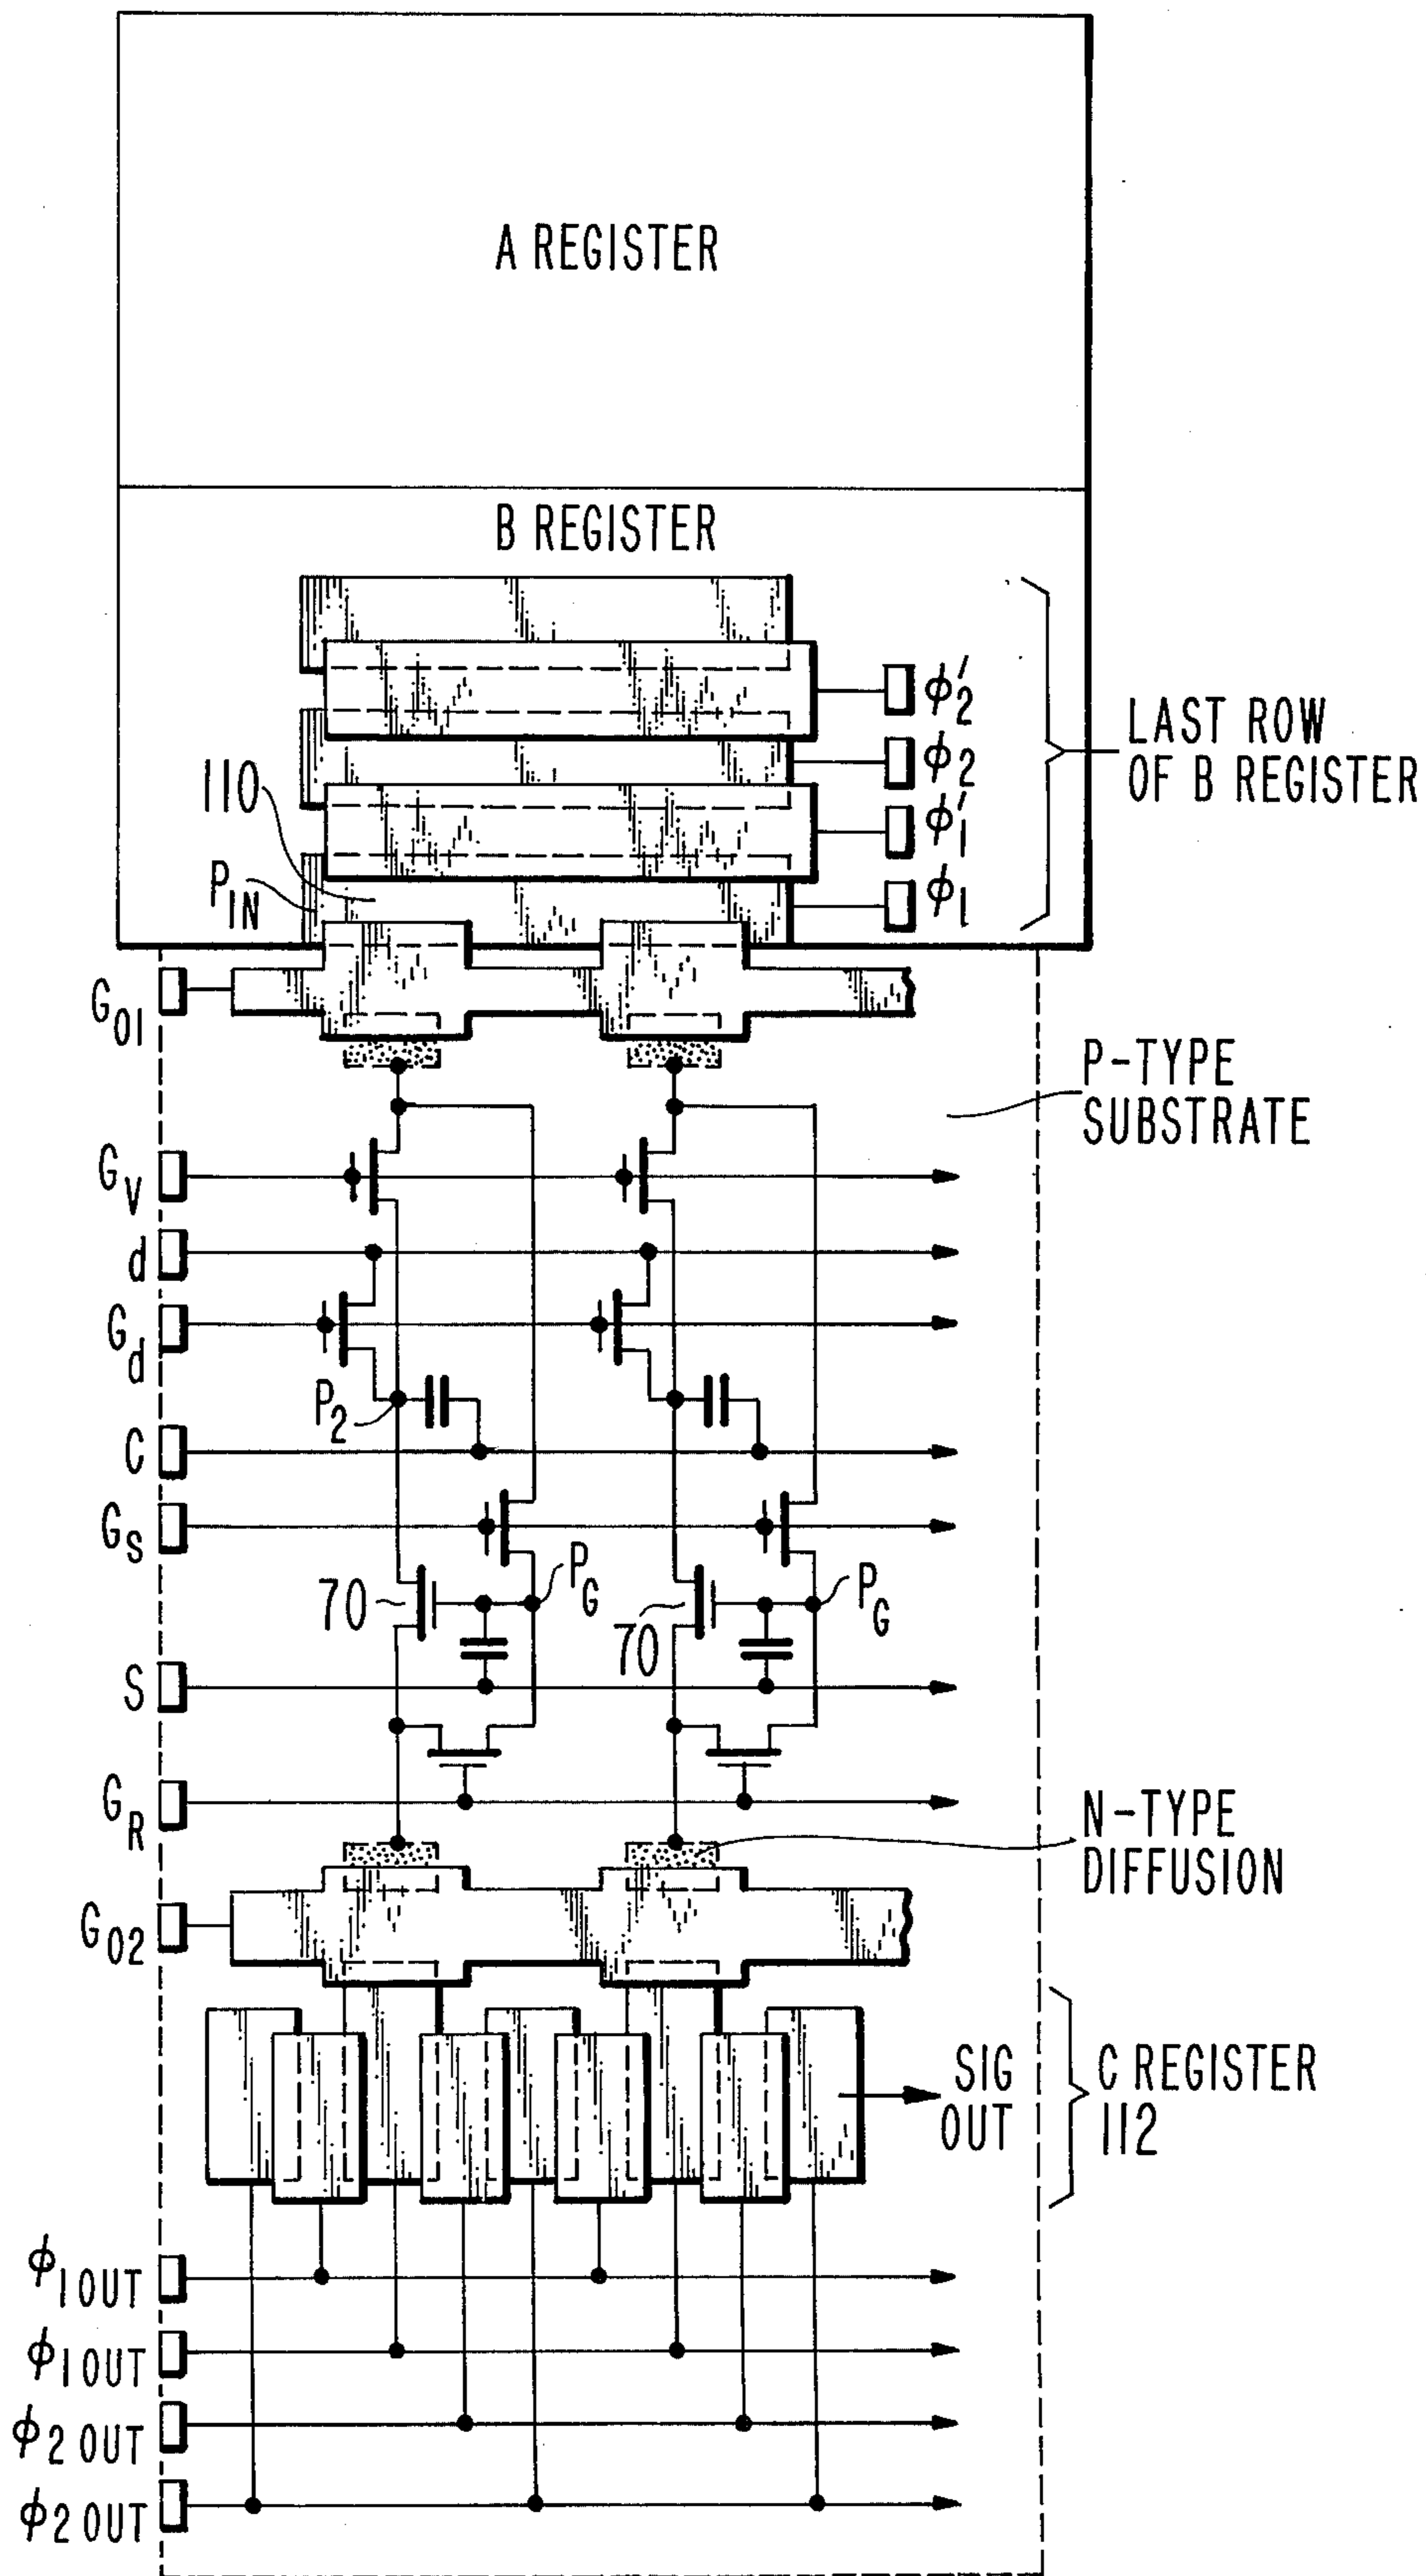 A REGISTER
B REGISTER
ϕ′2
ϕ2
ϕ′1
ϕ1
LAST ROW
OF B REGISTER
110
PIN
G01
P-TYPE
SUBSTRATE
GV
d
Gd
P2
C
GS
70
PG
70
PG
S
GR
N-TYPE
DIFFUSION
G02
SIG
OUT
C REGISTER
112
ϕ1 OUT
ϕ1 OUT
ϕ2 OUT
ϕ2 OUT